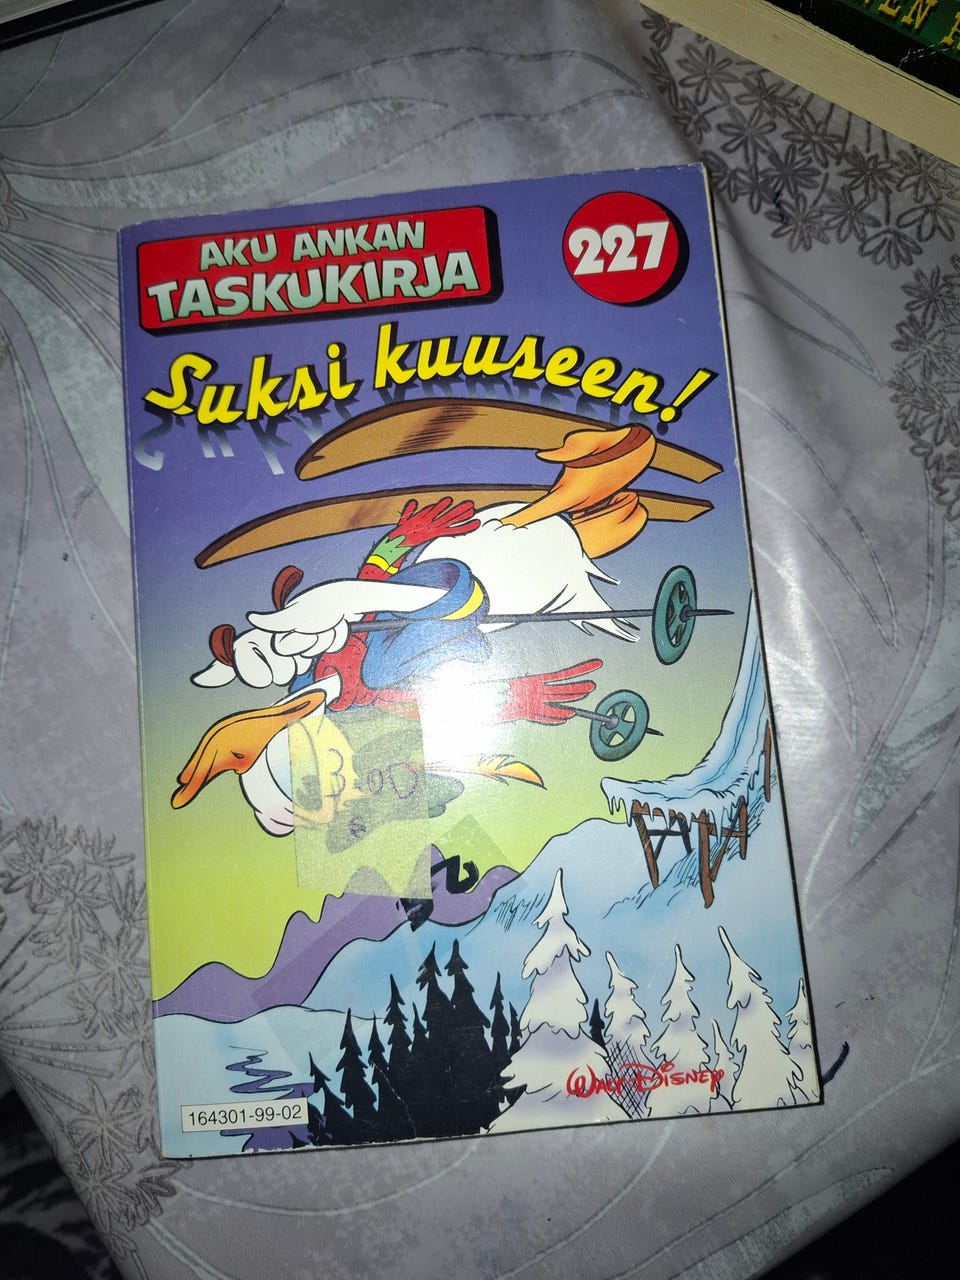 AKU ANKAN
TASKUKIRJA
227
Suksi kuuseen!
WALT DISNEY
164301-99-02